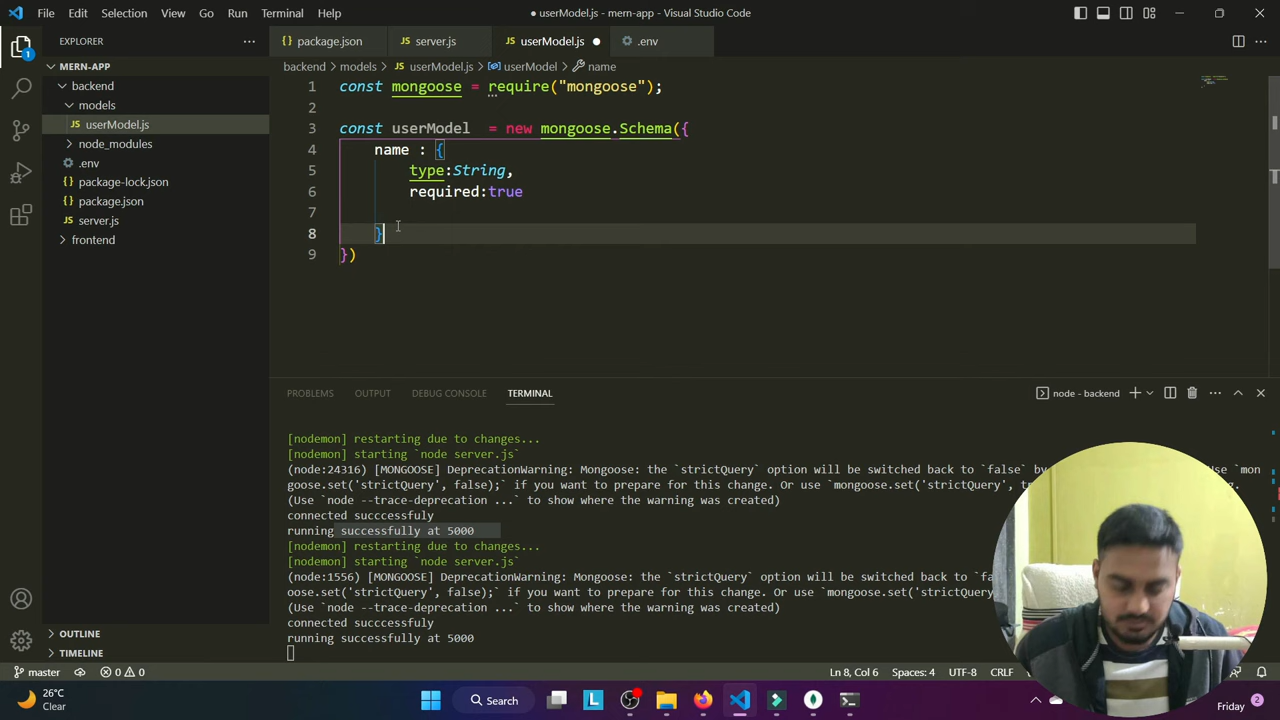 File Edit Selection View Go Run Terminal Help
● userModel.js - mern-app - Visual Studio Code
EXPLORER
package.json
server.js
userModel.js
.env
1
MERN-APP
backend
models
userModel.js
node_modules
.env
package-lock.json
package.json
server.js
frontend
OUTLINE
TIMELINE
backend > models > userModel.js > userModel > name
1 const mongoose = require("mongoose");
2
3 const userModel  = new mongoose.Schema({
4 name : {
5 type:String,
6 required:true
7
8 }
9 })
PROBLEMS OUTPUT DEBUG CONSOLE TERMINAL
node - backend
[nodemon] restarting due to changes...
[nodemon] starting `node server.js`
(node:24316) [MONGOOSE] DeprecationWarning: Mongoose: the `strictQuery` option will be switched back to `false` by
goose.set('strictQuery', false);` if you want to prepare for this change. Or use `mongoose.set('strictQuery',
(Use `node --trace-deprecation ...` to show where the warning was created)
connected succcessfuly
running successfully at 5000
[nodemon] restarting due to changes...
[nodemon] starting `node server.js`
(node:1556) [MONGOOSE] DeprecationWarning: Mongoose: the `strictQuery` option will be switched back to
oose.set('strictQuery', false);` if you want to prepare for this change. Or use `mongoose.set('strictQuery',
(Use `node --trace-deprecation ...` to show where the warning was created)
connected succcessfuly
running successfully at 5000
master
0 0
Ln 8, Col 6 Spaces: 4 UTF-8 CRLF
26°C
Clear
Search
Friday
2